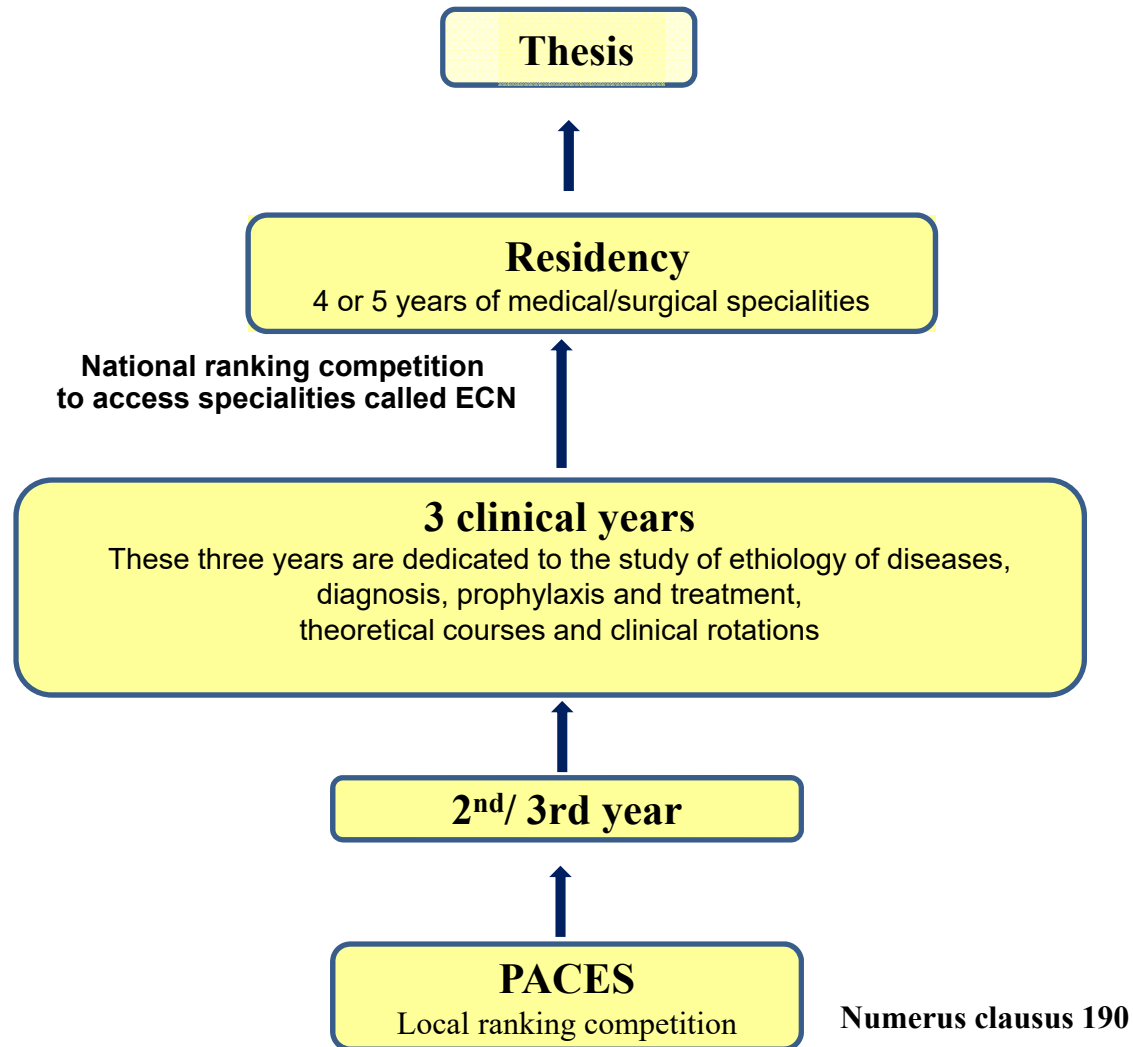 Thesis
Residency
4 or 5 years of medical/surgical specialities
National ranking competition
to access specialities called ECN
3 clinical years
These three years are dedicated to the study of ethiology of diseases,
diagnosis, prophylaxis and treatment,
theoretical courses and clinical rotations
2nd/ 3rd year
PACES
Local ranking competition
Numerus clausus 190